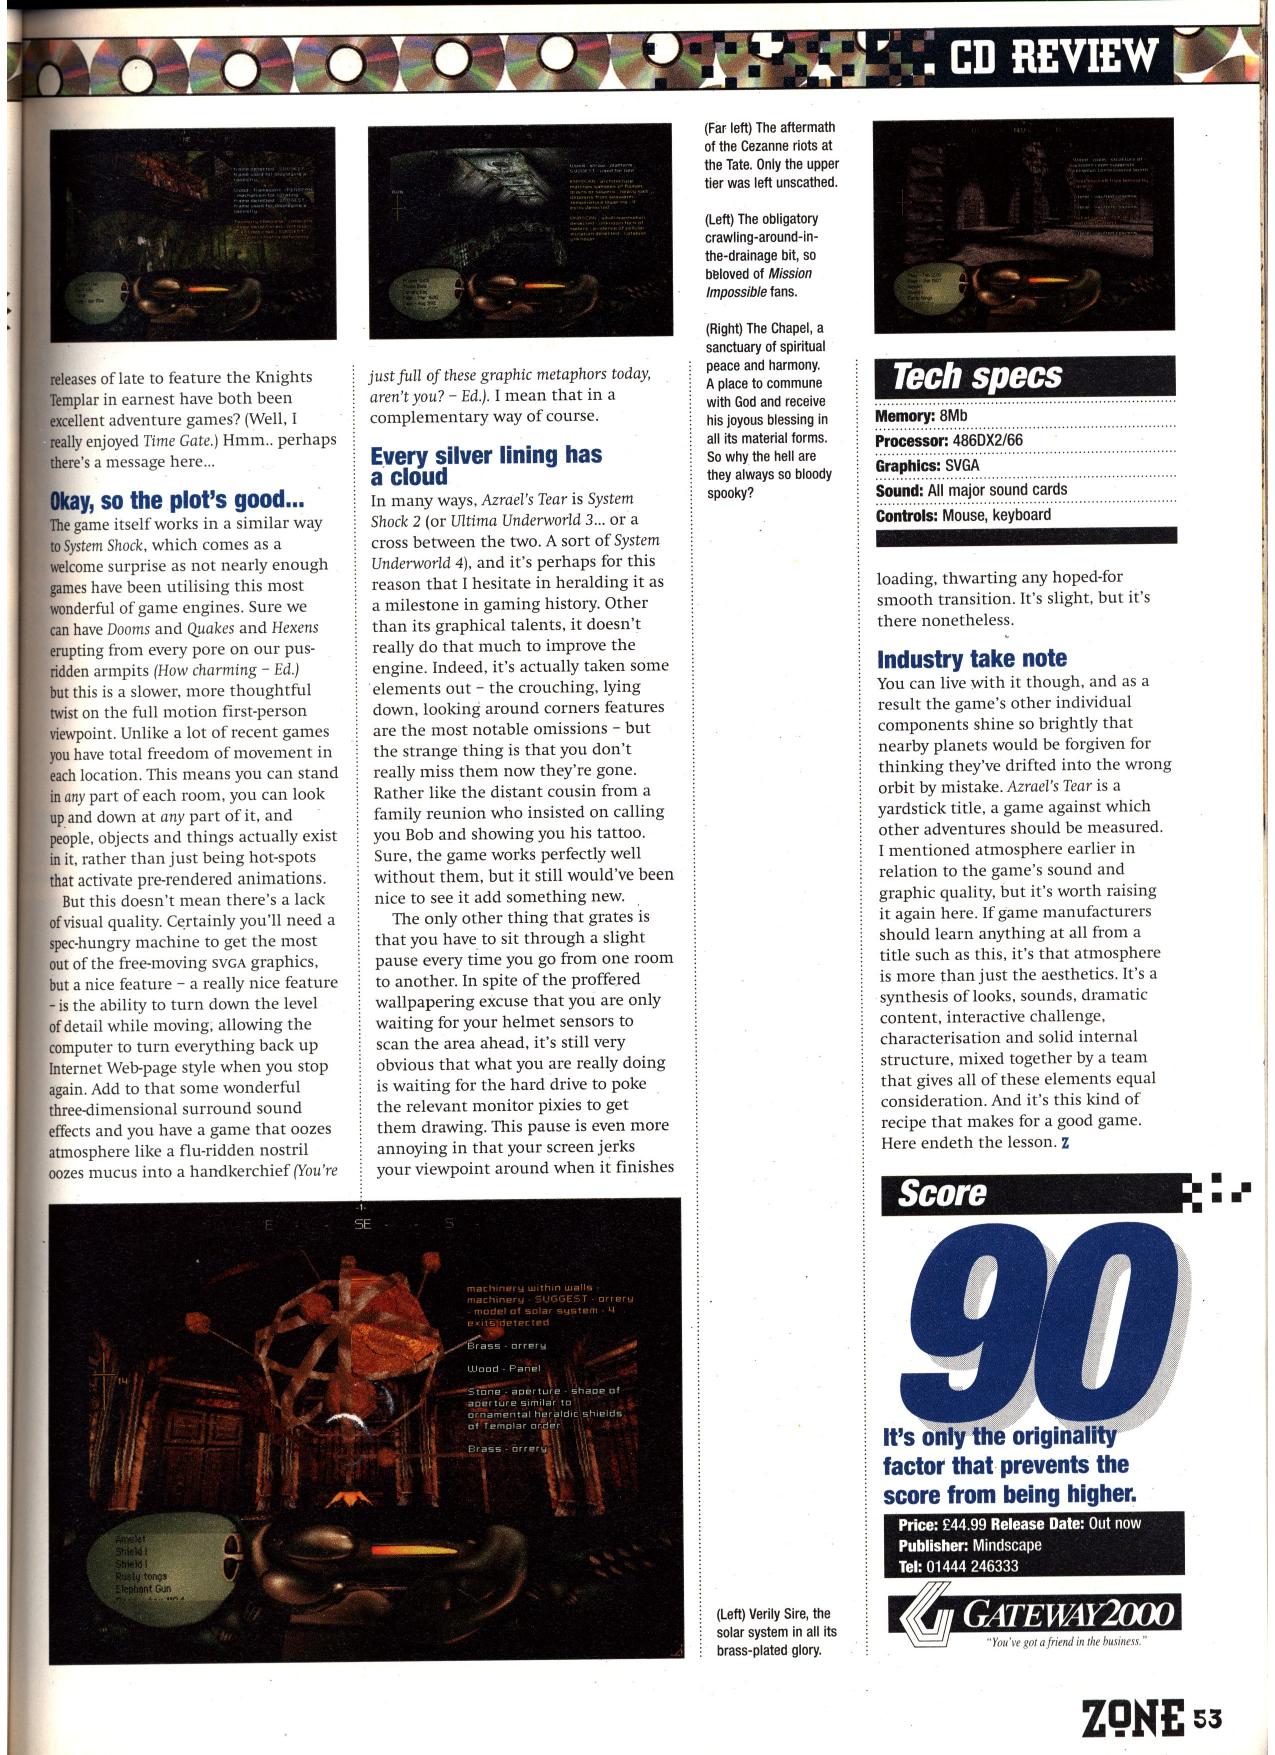 CD REVIEW
(Far left) The aftermath
of the Cezanne riots at
the Tate. Only the upper
tier was left unscathed.
(Left) The obligatory
crawling-around-in-
the-drainage bit, so
beloved of Mission
Impossible fans.
(Right) The Chapel, a
sanctuary of spiritual
peace and harmony.
A place to commune
with God and receive
his joyous blessing in
all its material forms.
So why the hell are
they always so bloody
spooky?
releases of late to feature the Knights
Templar in earnest have both been
excellent adventure games? (Well, I
really enjoyed Time Gate.) Hmm.. perhaps
there's a message here...
Okay, so the plot's good...
The game itself works in a similar way
to System Shock, which comes as a
welcome surprise as not nearly enough
games have been utilising this most
wonderful of game engines. Sure we
can have Dooms and Quakes and Hexens
erupting from every pore on our pus-
ridden armpits (How charming – Ed.)
but this is a slower, more thoughtful
twist on the full motion first-person
viewpoint. Unlike a lot of recent games
you have total freedom of movement in
each location. This means you can stand
in any part of each room, you can look
up and down at any part of it, and
people, objects and things actually exist
in it, rather than just being hot-spots
that activate pre-rendered animations.
But this doesn't mean there's a lack
of visual quality. Certainly you'll need a
spec-hungry machine to get the most
out of the free-moving SVGA graphics,
but a nice feature – a really nice feature
– is the ability to turn down the level
of detail while moving, allowing the
computer to turn everything back up
Internet Web-page style when you stop
again. Add to that some wonderful
three-dimensional surround sound
effects and you have a game that oozes
atmosphere like a flu-ridden nostril
oozes mucus into a handkerchief (You're
just full of these graphic metaphors today,
aren't you? – Ed.). I mean that in a
complementary way of course.
Every silver lining has
a cloud
In many ways, Azrael's Tear is System
Shock 2 (or Ultima Underworld 3... or a
cross between the two. A sort of System
Underworld 4), and it's perhaps for this
reason that I hesitate in heralding it as
a milestone in gaming history. Other
than its graphical talents, it doesn't
really do that much to improve the
engine. Indeed, it's actually taken some
elements out – the crouching, lying
down, looking around corners features
are the most notable omissions – but
the strange thing is that you don't
really miss them now they're gone.
Rather like the distant cousin from a
family reunion who insisted on calling
you Bob and showing you his tattoo.
Sure, the game works perfectly well
without them, but it still would've been
nice to see it add something new.
The only other thing that grates is
that you have to sit through a slight
pause every time you go from one room
to another. In spite of the proffered
wallpapering excuse that you are only
waiting for your helmet sensors to
scan the area ahead, it's still very
obvious that what you are really doing
is waiting for the hard drive to poke
the relevant monitor pixies to get
them drawing. This pause is even more
annoying in that your screen jerks
your viewpoint around when it finishes
Tech specs
Memory: 8Mb
Processor: 486DX2/66
Graphics: SVGA
Sound: All major sound cards
Controls: Mouse, keyboard
loading, thwarting any hoped-for
smooth transition. It's slight, but it's
there nonetheless.
Industry take note
You can live with it though, and as a
result the game's other individual
components shine so brightly that
nearby planets would be forgiven for
thinking they've drifted into the wrong
orbit by mistake. Azrael's Tear is a
yardstick title, a game against which
other adventures should be measured.
I mentioned atmosphere earlier in
relation to the game's sound and
graphic quality, but it's worth raising
it again here. If game manufacturers
should learn anything at all from a
title such as this, it's that atmosphere
is more than just the aesthetics. It's a
synthesis of looks, sounds, dramatic
content, interactive challenge,
characterisation and solid internal
structure, mixed together by a team
that gives all of these elements equal
consideration. And it's this kind of
recipe that makes for a good game.
Here endeth the lesson. Z
-1-
E SE S
machinery within walls -
machinery - SUGGEST - orrery
- model of solar system - 4
exits detected
Brass - orrery
Wood - Panel
Stone - aperture - shape of
aperture similar to
ornamental heraldic shields
of Templar order
Brass - orrery
14
Amulet
Shield I
Shield I
Rusty tongs
Elephant Gun
(Left) Verily Sire, the
solar system in all its
brass-plated glory.
Score
90
It's only the originality
factor that prevents the
score from being higher.
Price: £44.99 Release Date: Out now
Publisher: Mindscape
Tel: 01444 246333
GATEWAY2000
"You've got a friend in the business."
ZONE 53